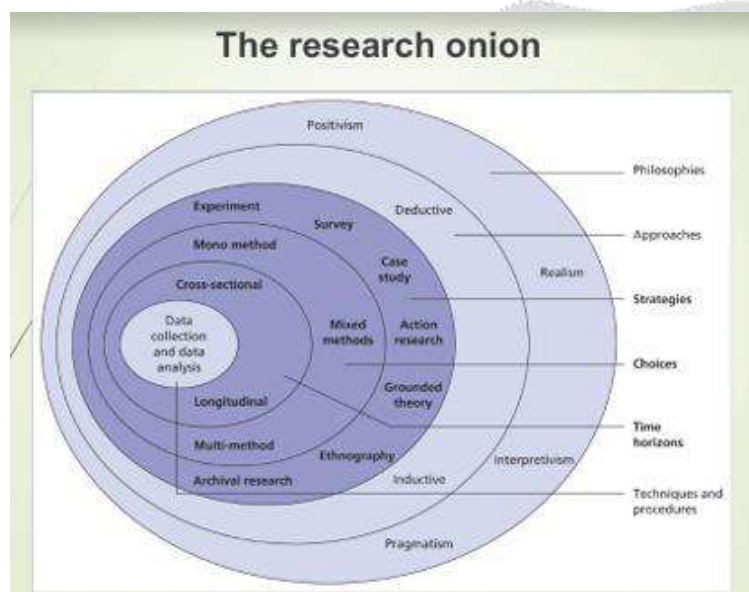 The research onion
Positivism
Philosophies
Experiment
Survey
Deductive
Approaches
Mono method
Case
study
Realism
Cross-sectional
Strategies
Data
collection
and data
analysis
Mixed
methods
Action
research
Choices
Longitudinal
Grounded
theory
Time
horizons
Multi-method
Ethnography
Interpretivism
Archival research
Inductive
Techniques and
procedures
Pragmatism